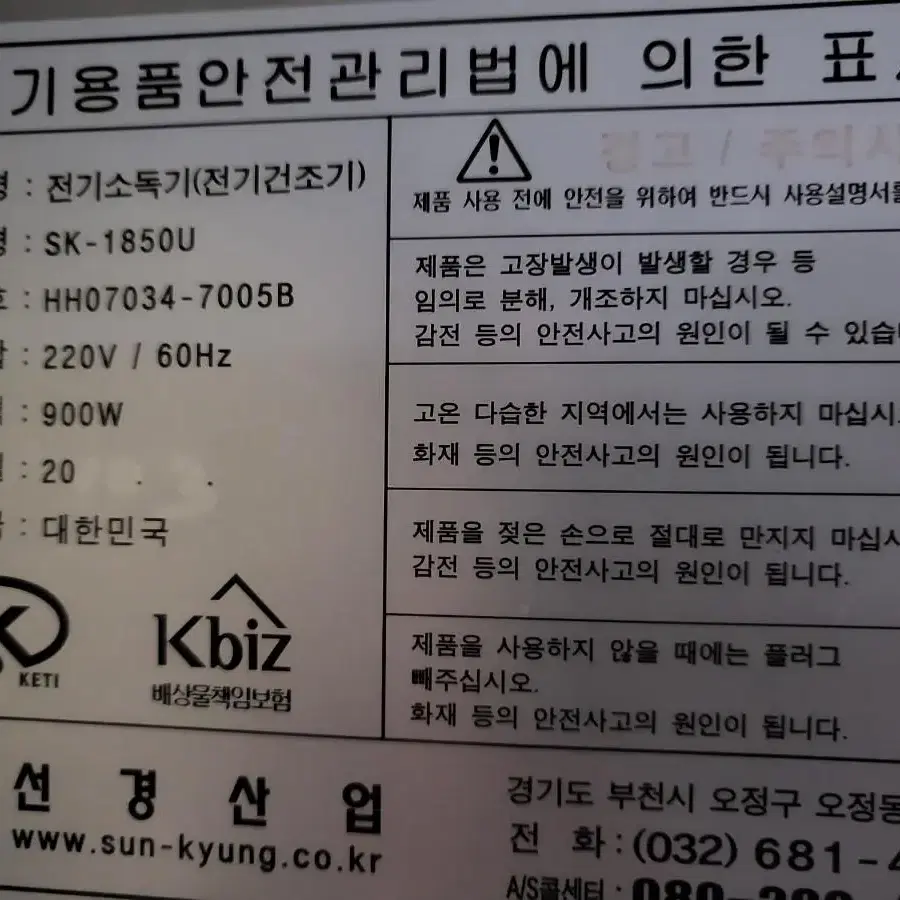 기용품안전관리법에 의한 표
명 : 전기소독기(전기건조기)
명 : SK-1850U
: HH07034-7005B
: 220V / 60Hz
: 900W
: 20 . .
: 대한민국
KETI
Kbiz
배상물책임보험
경고 / 주의사
제품 사용 전에 안전을 위하여 반드시 사용설명서를
제품은 고장발생이 발생할 경우 등
임의로 분해, 개조하지 마십시오.
감전 등의 안전사고의 원인이 될 수 있습
고온 다습한 지역에서는 사용하지 마십시오
화재 등의 안전사고의 원인이 됩니다.
제품을 젖은 손으로 절대로 만지지 마십시
감전 등의 안전사고의 원인이 됩니다.
제품을 사용하지 않을 때에는 플러그
빼주십시오.
화재 등의 안전사고의 원인이 됩니다.
선경산업
www.sun-kyung.co.kr
경기도 부천시 오정구 오정동
전 화 : (032) 681-4
A/S콜센터 : 080-